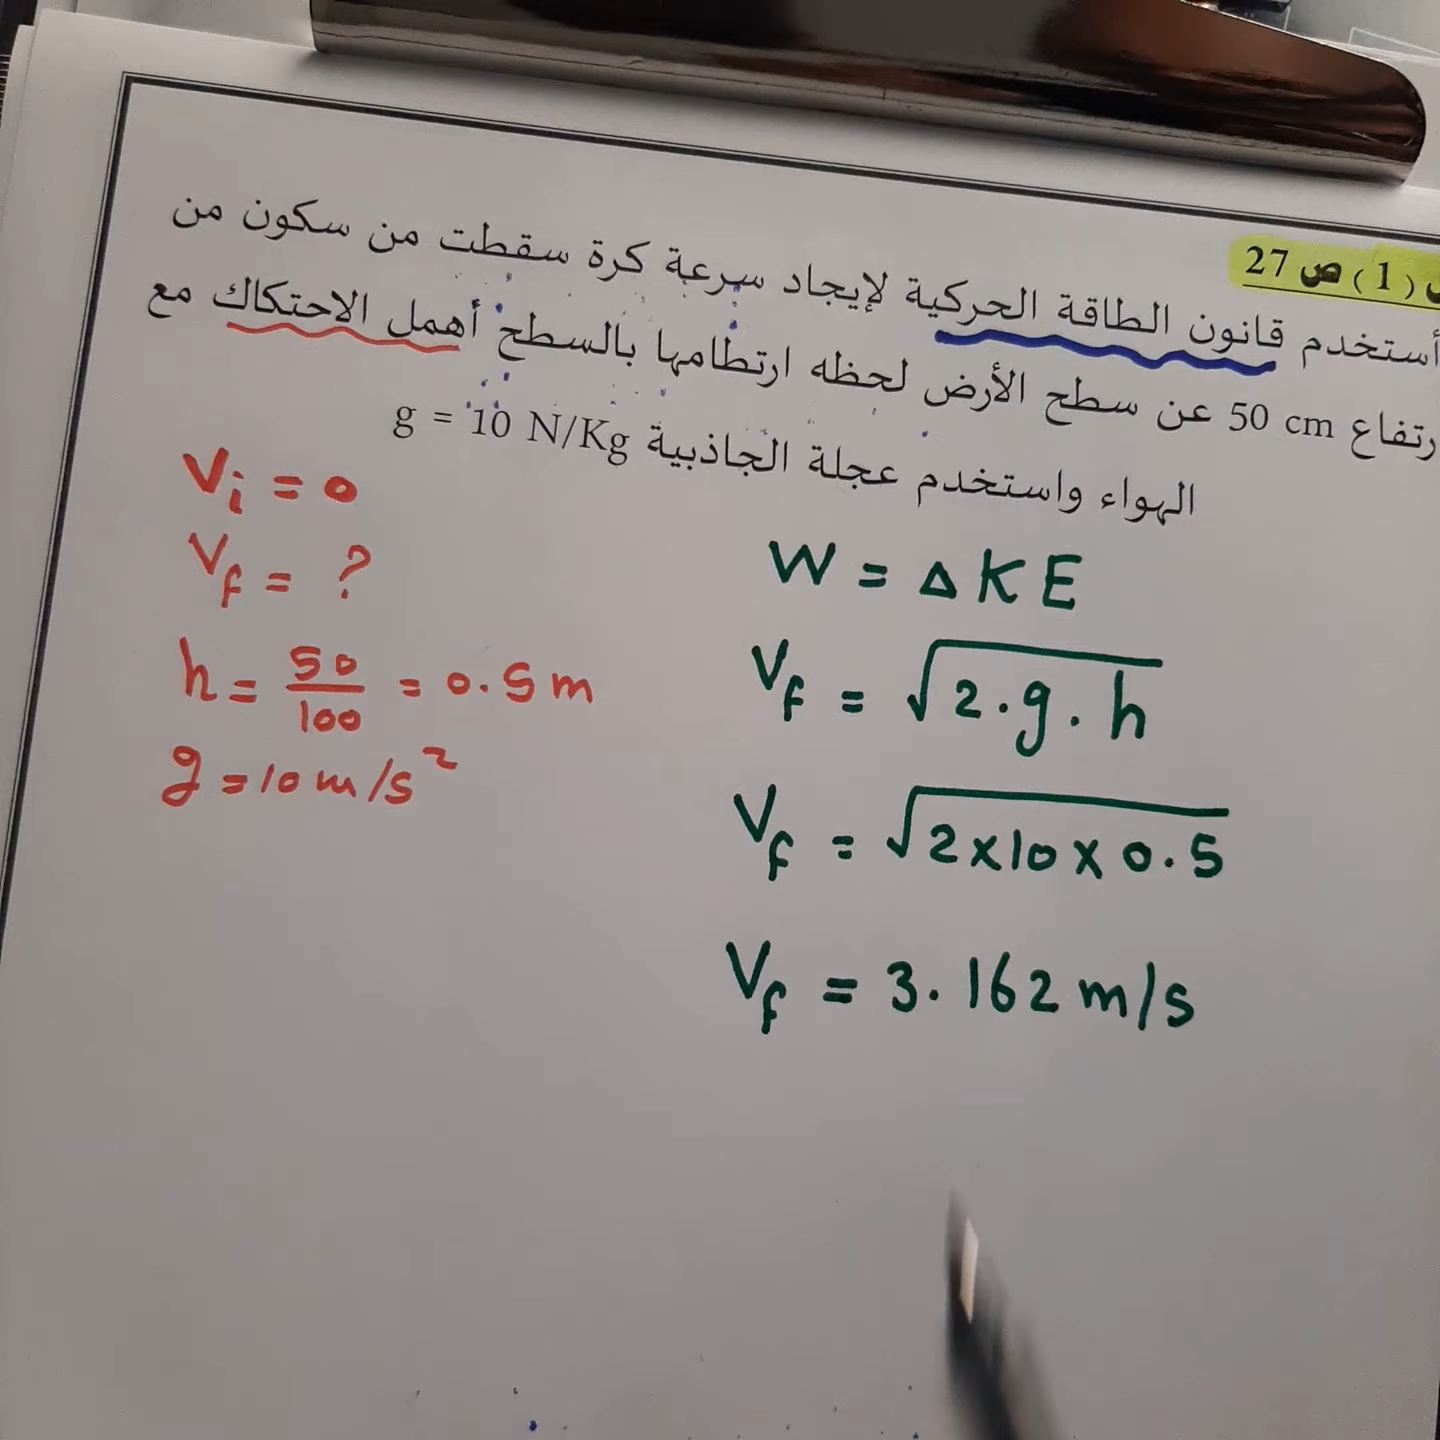 (1) ص 27
أستخدم قانون الطاقة الحركية لإيجاد سرعة كرة سقطت من سكون من
رتفاع 50 cm عن سطح الأرض لحظه ارتطامها بالسطح أهمل الاحتكاك مع
الهواء واستخدم عجلة الجاذبية g = 10 N/Kg
Vi = 0
Vf = ?
h = 50/100 = 0.5 m
g = 10 m/s²
W = Δ K E
Vf = √2 . g . h
Vf = √2 x 10 x 0.5
Vf = 3.162 m/s